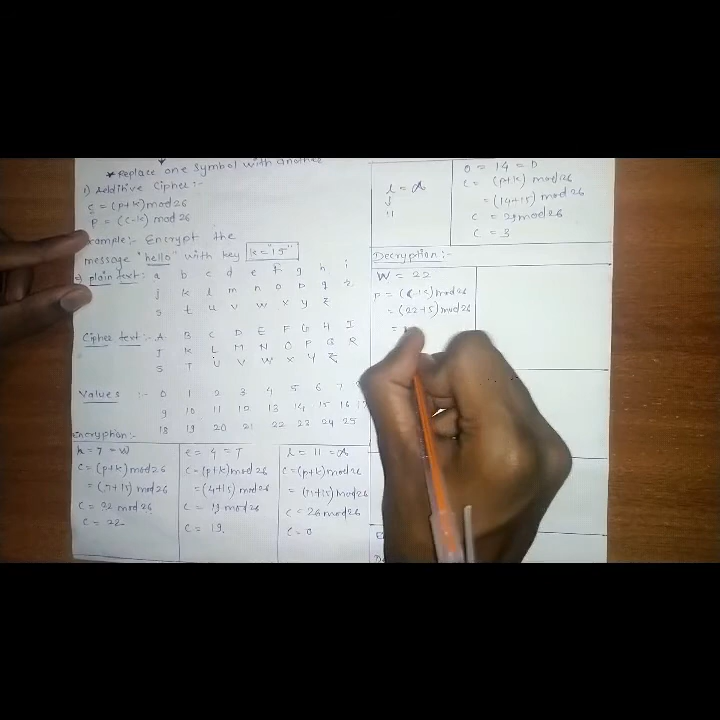 * Replace one symbol with another
1) Additive Cipher :-
C = (p+k) mod 26
P = (c-k) mod 26
Example:- Encrypt the
message "hello" with key k="15"
plain text : a b c d e f g h i
j k l m n o p q r
s t u v w x y z
Cipher text : A B C D E F G H I
J K L M N O P Q R
S T U V W X Y Z
Values :- 0 1 2 3 4 5 6 7
9 10 11 12 13 14 15 16 17
18 19 20 21 22 23 24 25
Encryption:-
h = 7 = W
C = (p+k) mod 26
= (7+15) mod 26
C = 22 mod 26
C = 22
e = 4 = T
C = (p+k) mod 26
= (4+15) mod 26
C = 19 mod 26
C = 19
l = 11 = A
C = (p+k) mod 26
= (11+15) mod 26
C = 26 mod 26
C = 0
l = A
O = 14 = D
C = (p+k) mod 26
= (14+15) mod 26
C = 29 mod 26
C = 3
Decryption :-
W = 22
P = (c-k) mod 26
= (22-15) mod 26
=